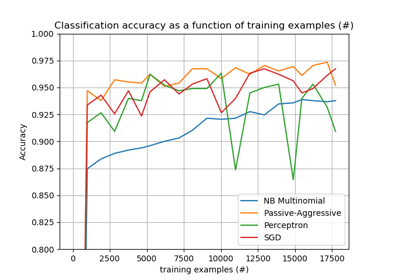 Classification accuracy as a function of training examples (#)
1.000
0.975
0.950
0.925
0.900
0.875
0.850
0.825
0.800
Accuracy
NB Multinomial
Passive-Aggressive
Perceptron
SGD
0 2500 5000 7500 10000 12500 15000 17500
training examples (#)